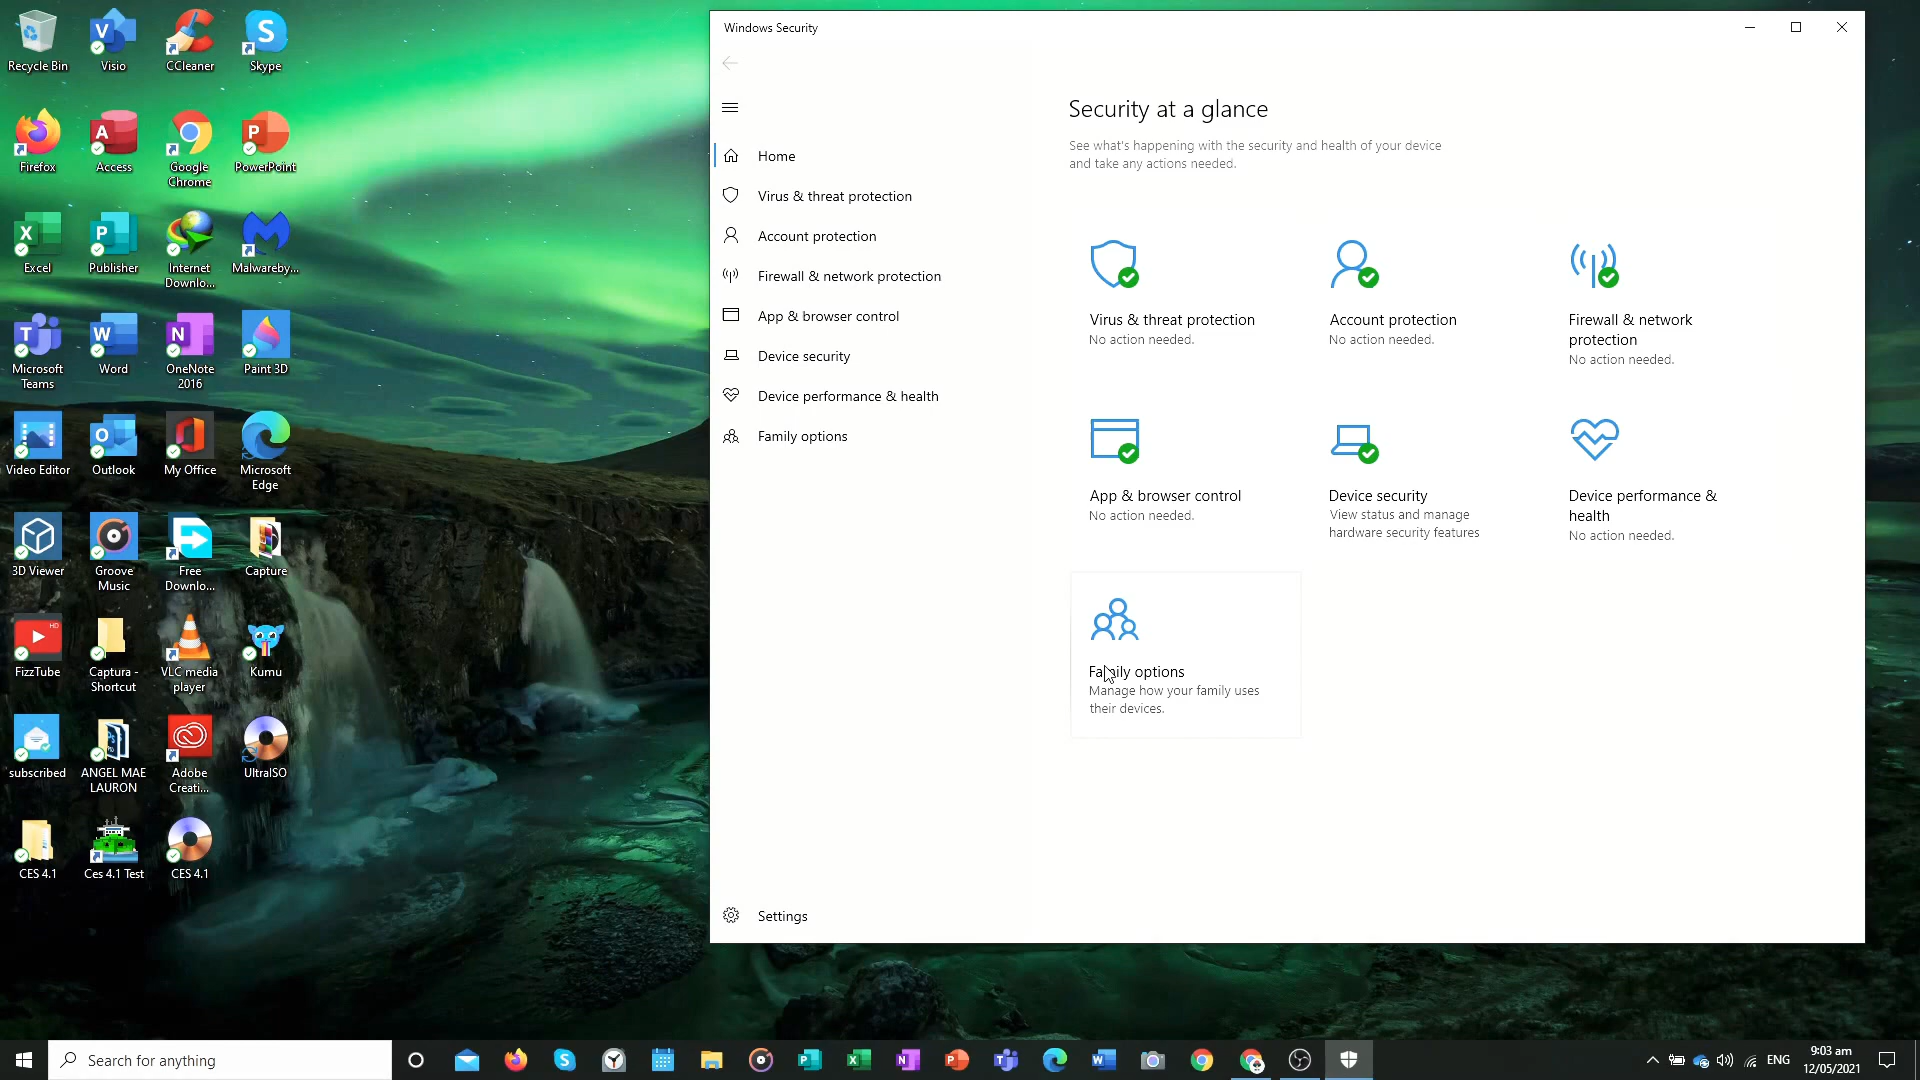 Recycle Bin
Visio
CCleaner
Skype
Firefox
Access
Google
Chrome
PowerPoint
Excel
Publisher
Internet
Downlo...
Malwareby...
Microsoft
Teams
Word
OneNote
2016
Paint 3D
Video Editor
Outlook
My Office
Microsoft
Edge
3D Viewer
Groove
Music
Free
Downlo...
Capture
FizzTube
Captura -
Shortcut
VLC media
player
Kumu
subscribed
ANGEL MAE
LAURON
Adobe
Creati...
UltraISO
CES 4.1
Ces 4.1 Test
CES 4.1
Windows Security
Home
Virus & threat protection
Account protection
Firewall & network protection
App & browser control
Device security
Device performance & health
Family options
Settings
Security at a glance
See what's happening with the security and health of your device
and take any actions needed.
Virus & threat protection
No action needed.
Account protection
No action needed.
Firewall & network
protection
No action needed.
App & browser control
No action needed.
Device security
View status and manage
hardware security features
Device performance &
health
No action needed.
Family options
Manage how your family uses
their devices.
Search for anything
ENG
9:03 am
12/05/2021